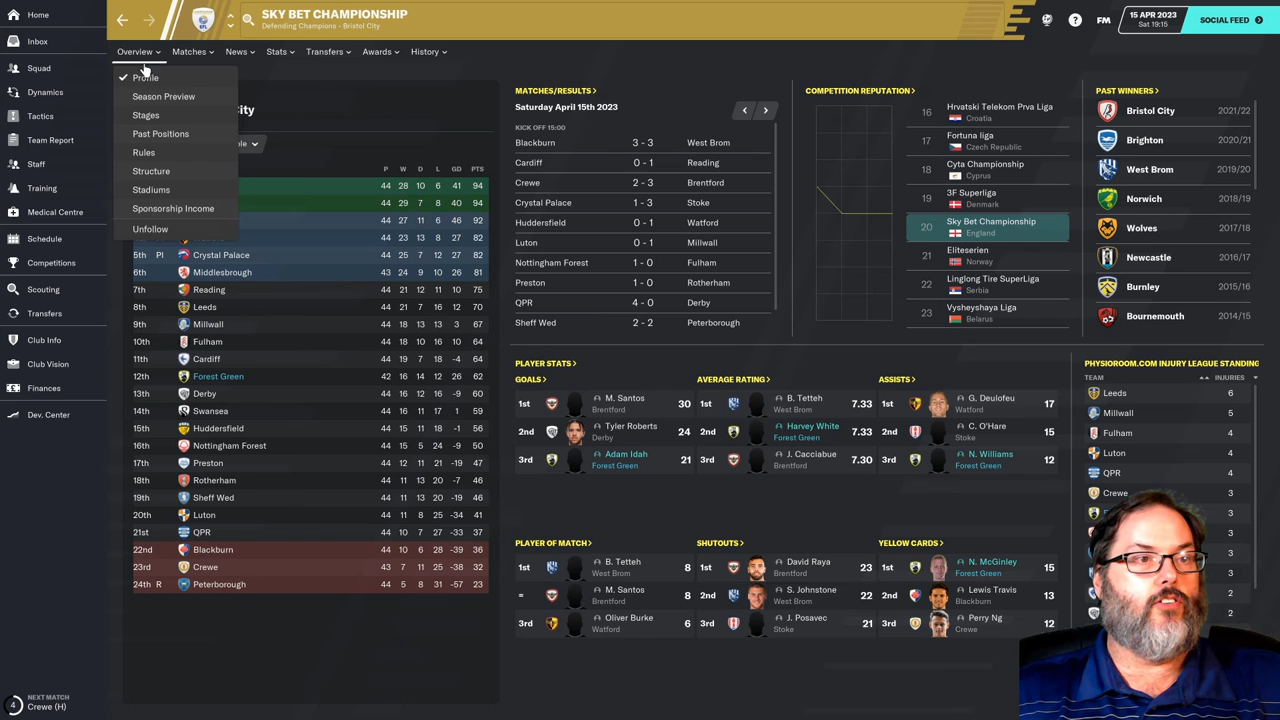 Home
Inbox
Squad
Dynamics
Tactics
Team Report
Staff
Training
Medical Centre
Schedule
Competitions
Scouting
Transfers
Club Info
Club Vision
Finances
Dev. Center
4
NEXT MATCH
Crewe (H)
SKY BET CHAMPIONSHIP
Defending Champions - Bristol City
FM
15 APR 2023
Sat 19:15
SOCIAL FEED
Overview Matches News Stats Transfers Awards History
Profile
Season Preview
Stages
Past Positions
Rules
Structure
Stadiums
Sponsorship Income
Unfollow
P W D L GD PTS
44 28 10 6 41 94
44 29 7 8 40 94
44 27 11 6 46 92
44 23 13 8 27 82
5th Pl Crystal Palace 44 25 7 12 27 82
6th Middlesbrough 43 24 9 10 26 81
7th Reading 44 21 12 11 10 75
8th Leeds 44 21 7 16 12 70
9th Millwall 44 18 13 13 3 67
10th Fulham 44 18 10 16 10 64
11th Cardiff 44 19 7 18 -4 64
12th Forest Green 42 16 14 12 26 62
13th Derby 44 16 12 16 -9 60
14th Swansea 44 16 11 17 1 59
15th Huddersfield 44 16 8 20 -1 56
16th Nottingham Forest 44 15 5 24 -9 50
17th Preston 44 12 11 21 -19 47
18th Rotherham 44 11 13 20 -7 46
19th Sheff Wed 44 11 13 20 -19 46
20th Luton 44 11 8 25 -34 41
21st QPR 44 10 7 27 -33 37
22nd Blackburn 44 10 6 28 -39 36
23rd Crewe 43 7 11 25 -38 32
24th R Peterborough 44 5 8 31 -57 23
MATCHES/RESULTS
Saturday April 15th 2023
KICK OFF 15:00
Blackburn 3 - 3 West Brom
Cardiff 0 - 1 Reading
Crewe 2 - 3 Brentford
Crystal Palace 1 - 3 Stoke
Huddersfield 0 - 1 Watford
Luton 0 - 1 Millwall
Nottingham Forest 1 - 0 Fulham
Preston 1 - 0 Rotherham
QPR 4 - 0 Derby
Sheff Wed 2 - 2 Peterborough
COMPETITION REPUTATION
16 Hrvatski Telekom Prva Liga
Croatia
17 Fortuna liga
Czech Republic
18 Cyta Championship
Cyprus
19 3F Superliga
Denmark
20 Sky Bet Championship
England
21 Eliteserien
Norway
22 Linglong Tire SuperLiga
Serbia
23 Vysheyshaya Liga
Belarus
PAST WINNERS
Bristol City 2021/22
Brighton 2020/21
West Brom 2019/20
Norwich 2018/19
Wolves 2017/18
Newcastle 2016/17
Burnley 2015/16
Bournemouth 2014/15
PLAYER STATS
GOALS
1st M. Santos 30
Brentford
2nd Tyler Roberts 24
Derby
3rd Adam Idah 21
Forest Green
AVERAGE RATING
1st B. Tetteh 7.33
West Brom
2nd Harvey White 7.33
Forest Green
3rd J. Cacciabue 7.30
Brentford
ASSISTS
1st G. Deulofeu 17
Watford
2nd C. O'Hare 15
Stoke
3rd N. Williams 12
Forest Green
PLAYER OF MATCH
1st B. Tetteh 8
West Brom
= M. Santos 8
Brentford
3rd Oliver Burke 6
Watford
SHUTOUTS
1st David Raya 23
Brentford
2nd S. Johnstone 22
West Brom
3rd J. Posavec 21
Stoke
YELLOW CARDS
1st N. McGinley 15
Forest Green
2nd Lewis Travis 13
Blackburn
3rd Perry Ng 12
Crewe
PHYSIOROOM.COM INJURY LEAGUE STANDING
TEAM INJURIES
Leeds 6
Millwall 5
Fulham 4
Luton 4
QPR 4
Crewe 3
3
3
3
2
2